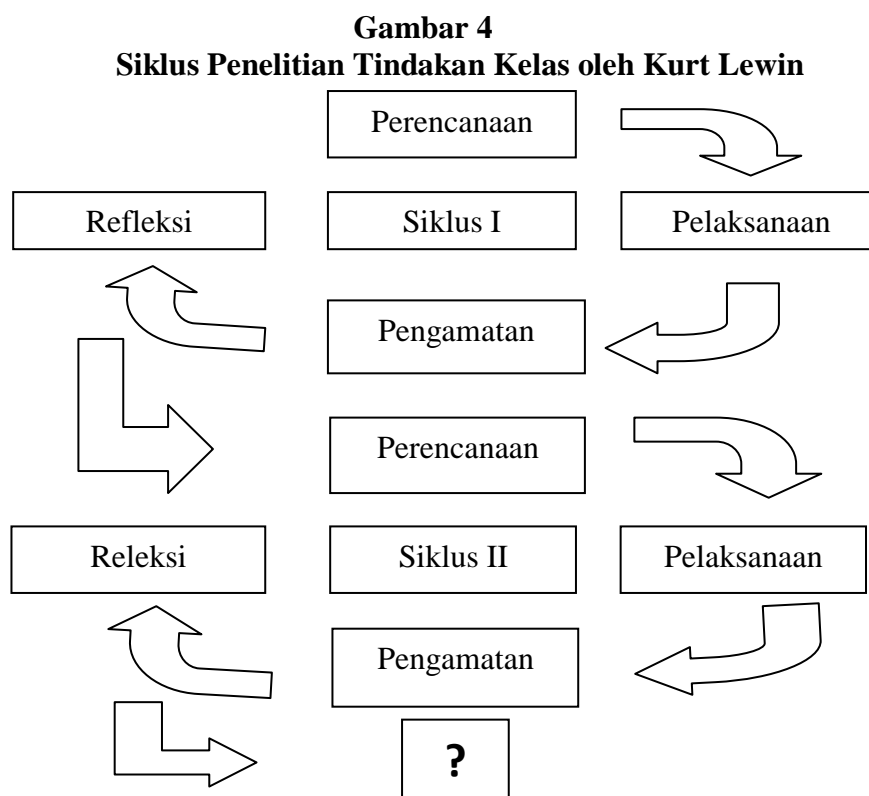 Gambar 4
Siklus Penelitian Tindakan Kelas oleh Kurt Lewin
Perencanaan
Refleksi
Siklus I
Pelaksanaan
Pengamatan
Perencanaan
Releksi
Siklus II
Pelaksanaan
Pengamatan
?